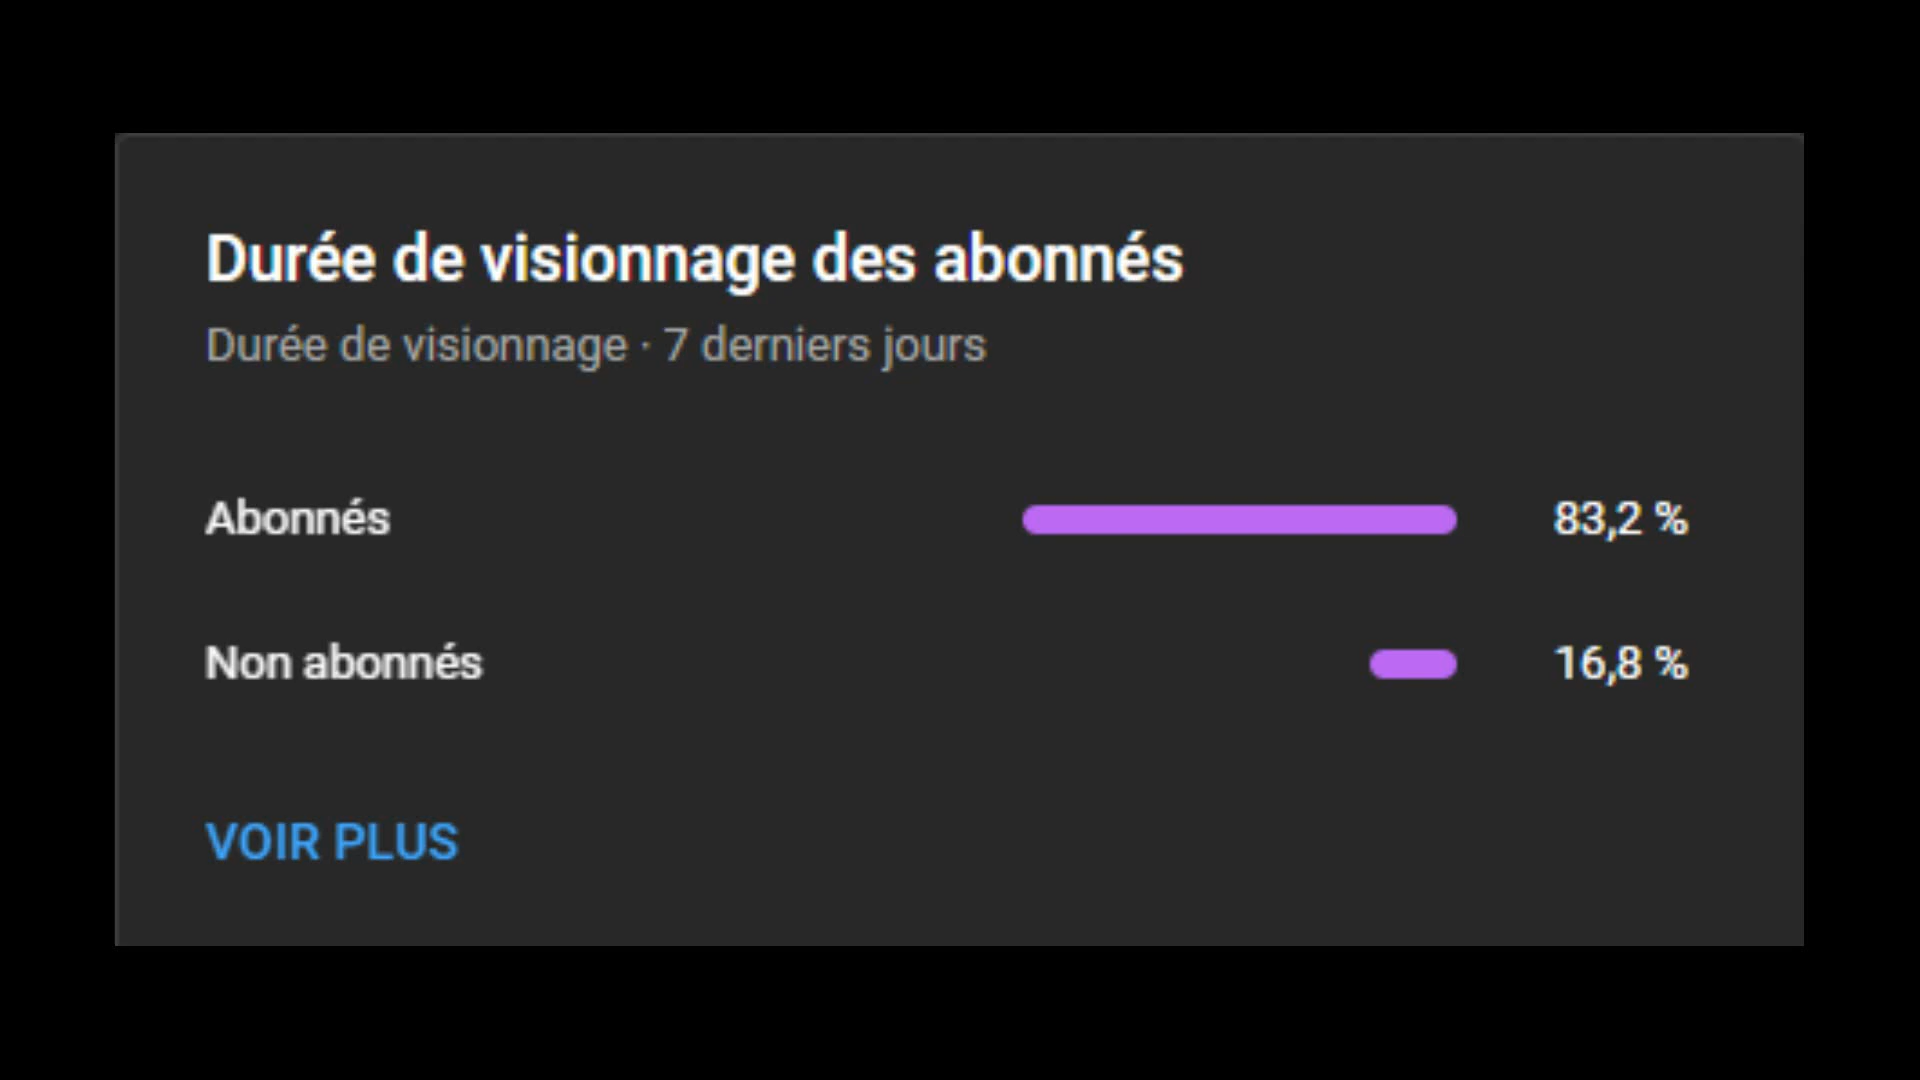 Durée de visionnage des abonnés
Durée de visionnage · 7 derniers jours
Abonnés 83,2 %
Non abonnés 16,8 %
VOIR PLUS